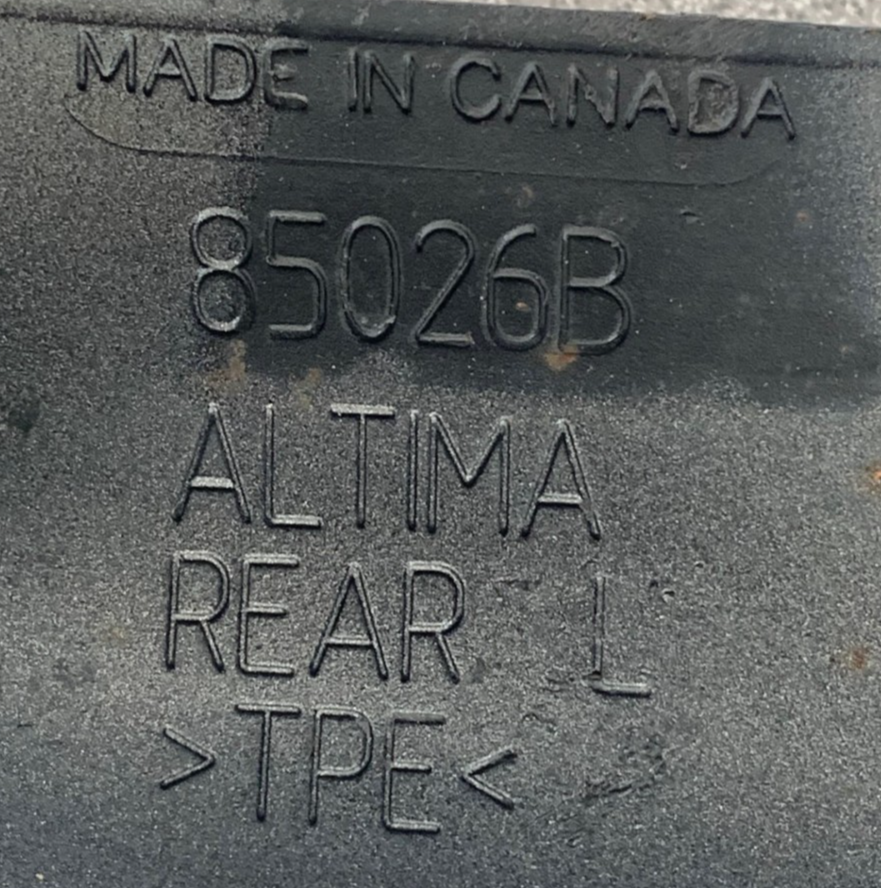 MADE IN CANADA
85026B
ALTIMA
REAR L
>TPE<